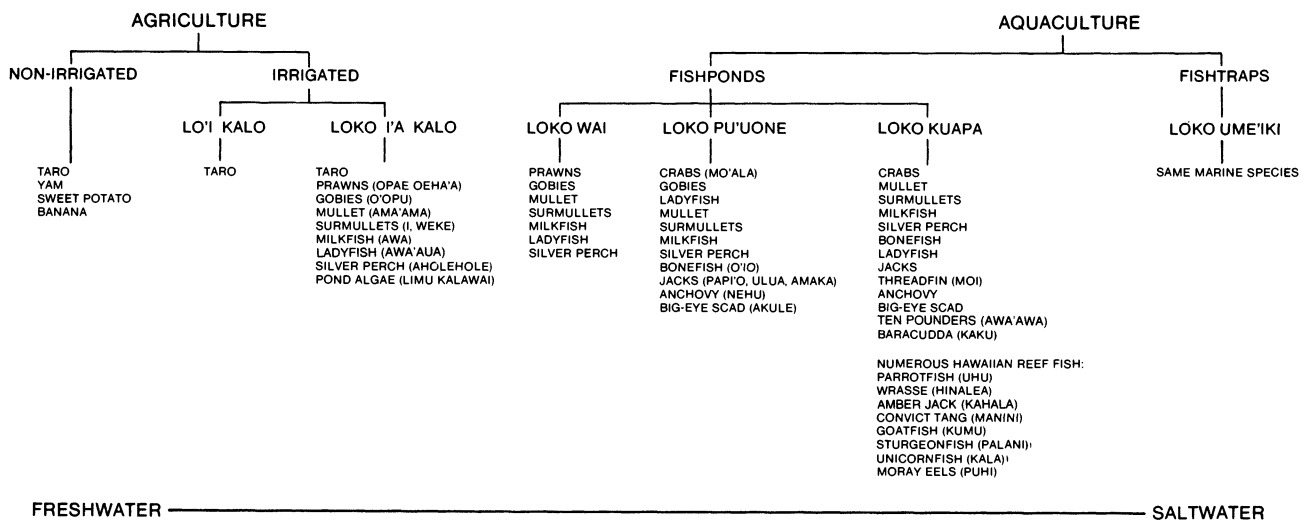 AGRICULTURE
AQUACULTURE
NON-IRRIGATED
IRRIGATED
FISHPONDS
FISHTRAPS
LO'I KALO
LOKO I'A KALO
LOKO WAI
LOKO PU'UONE
LOKO KUAPA
LOKO UME'IKI
TARO
YAM
SWEET POTATO
BANANA
TARO
TARO
PRAWNS (OPAE OEHA'A)
GOBIES (O'OPU)
MULLET (AMA'AMA)
SURMULLETS (I, WEKE)
MILKFISH (AWA)
LADYFISH (AWA'AUA)
SILVER PERCH (AHOLEHOLE)
POND ALGAE (LIMU KALAWAI)
PRAWNS
GOBIES
MULLET
SURMULLETS
MILKFISH
LADYFISH
SILVER PERCH
CRABS (MO'ALA)
GOBIES
LADYFISH
MULLET
SURMULLETS
MILKFISH
SILVER PERCH
BONEFISH (O'IO)
JACKS (PAPI'O, ULUA, AMAKA)
ANCHOVY (NEHU)
BIG-EYE SCAD (AKULE)
CRABS
MULLET
SURMULLETS
MILKFISH
SILVER PERCH
BONEFISH
LADYFISH
JACKS
THREADFIN (MOI)
ANCHOVY
BIG-EYE SCAD
TEN POUNDERS (AWA'AWA)
BARACUDDA (KAKU)
NUMEROUS HAWAIIAN REEF FISH:
PARROTFISH (UHU)
WRASSE (HINALEA)
AMBER JACK (KAHALA)
CONVICT TANG (MANINI)
GOATFISH (KUMU)
STURGEONFISH (PALANI)
UNICORNFISH (KALA)
MORAY EELS (PUHI)
SAME MARINE SPECIES
FRESHWATER
SALTWATER